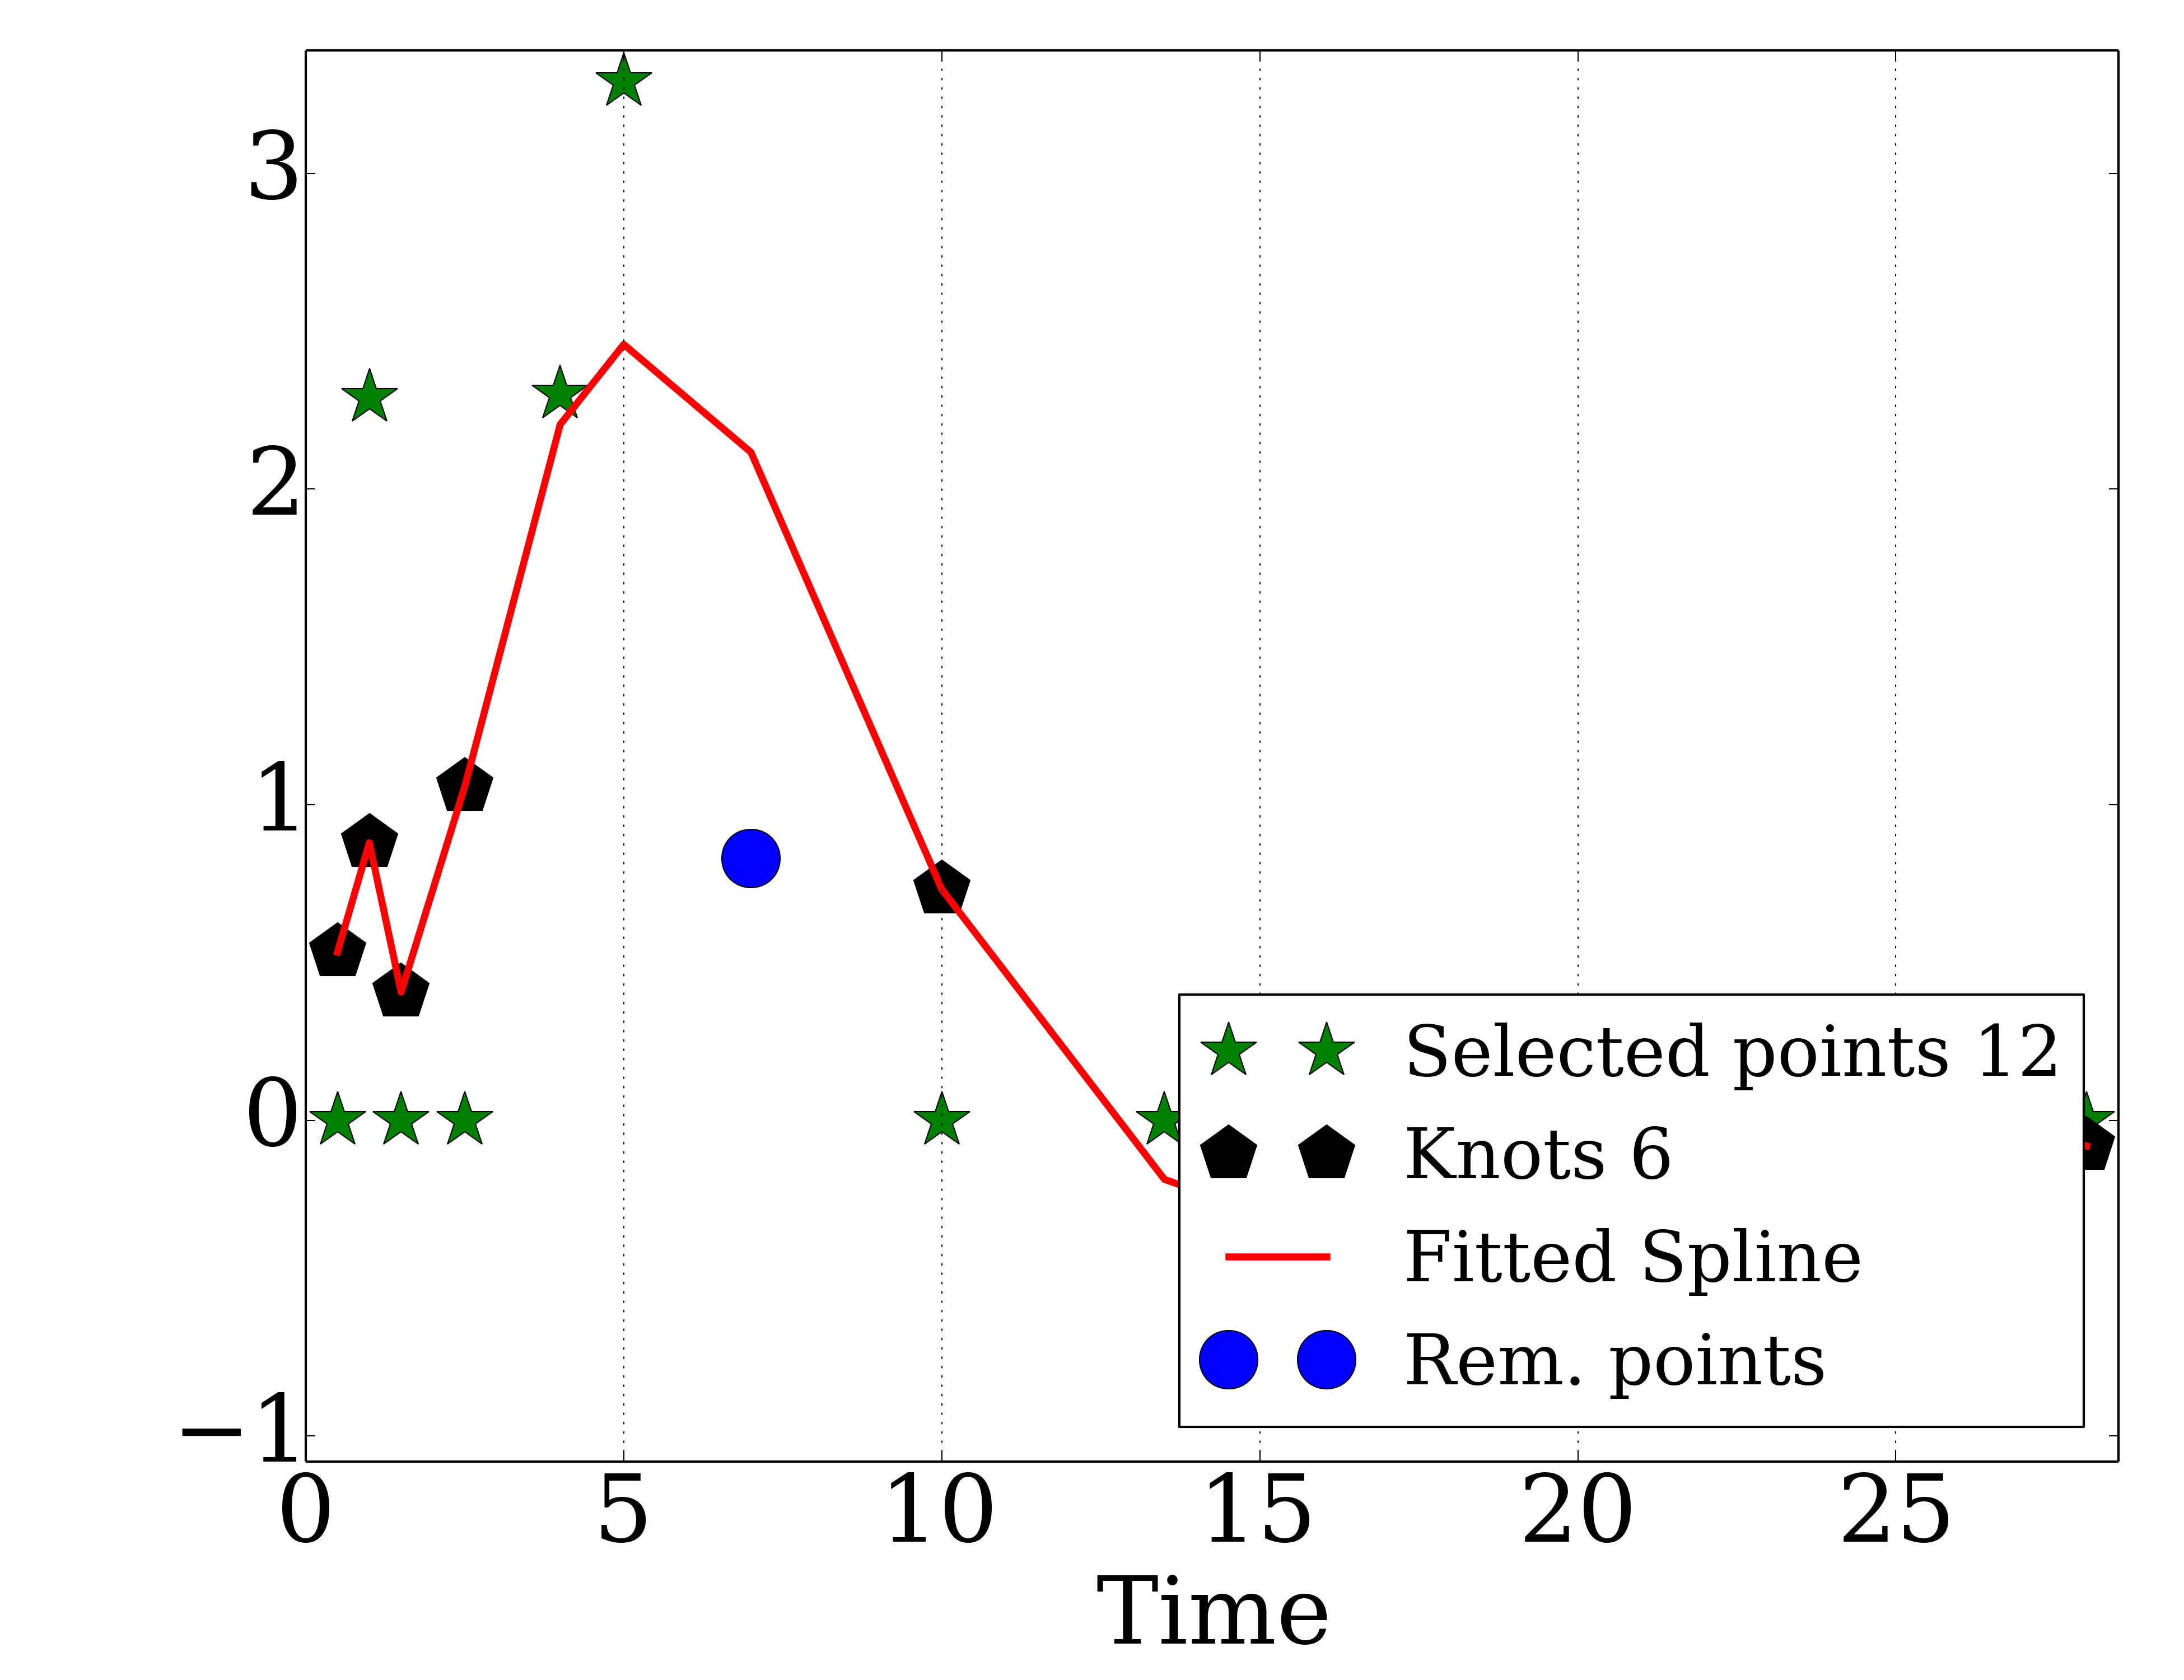 3
2
1
0
−1
Selected points 12
Knots 6
Fitted Spline
Rem. points
0 5 10 15 20 25
Time